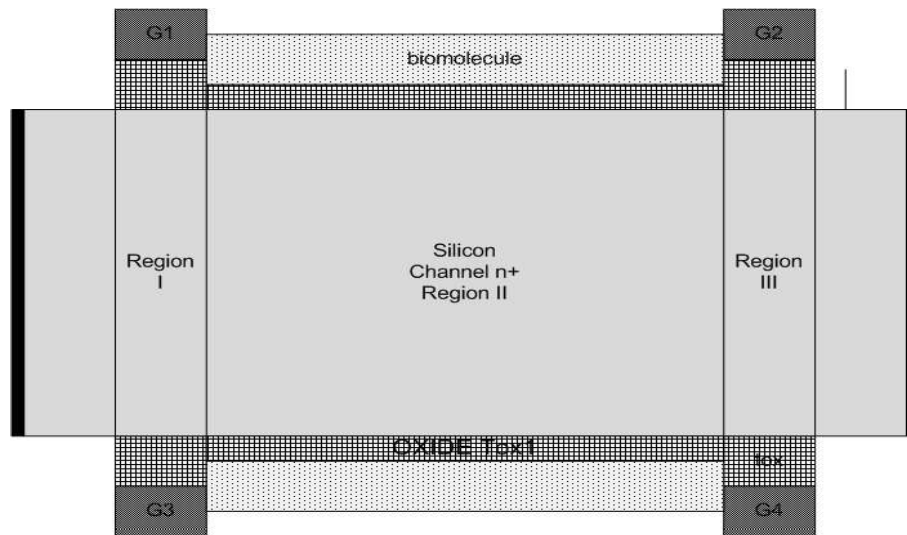 G1
G2
biomolecule
Region
I
Silicon
Channel n+
Region II
Region
III
OXIDE Tox1
tox
G3
G4